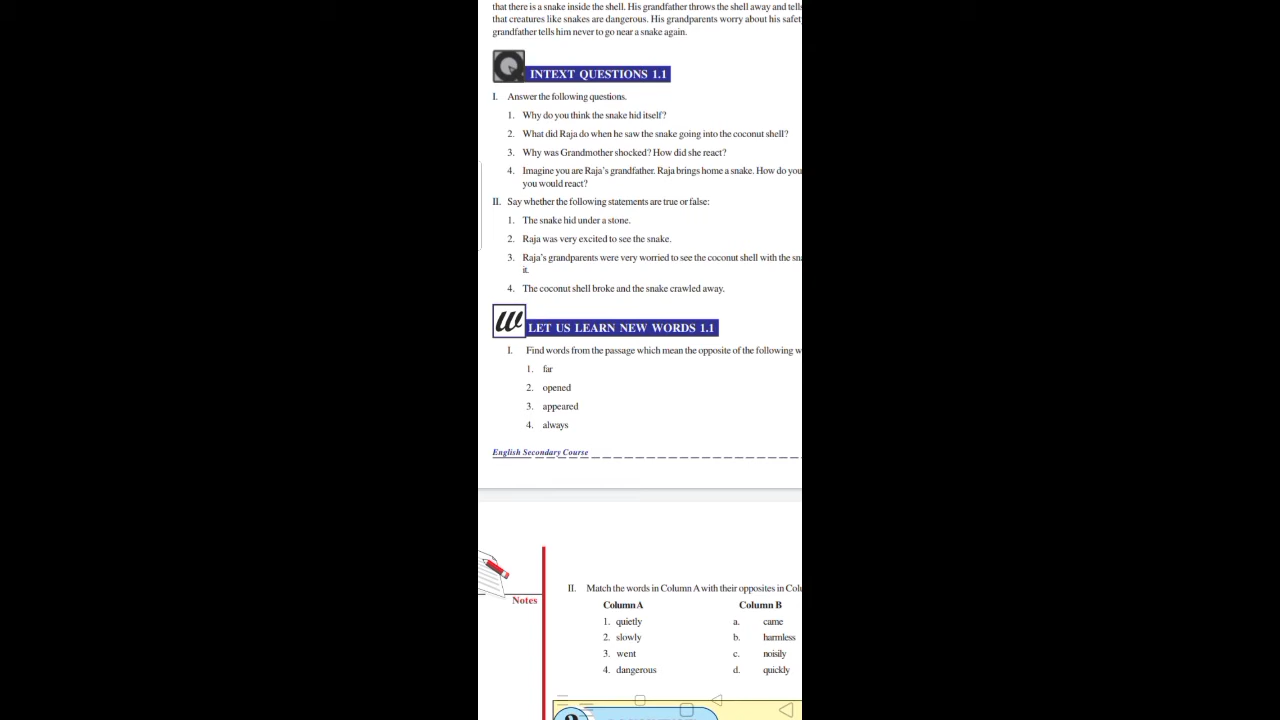 that there is a snake inside the shell. His grandfather throws the shell away and tells
that creatures like snakes are dangerous. His grandparents worry about his safety
grandfather tells him never to go near a snake again.
INTEXT QUESTIONS 1.1
I. Answer the following questions.
1. Why do you think the snake hid itself?
2. What did Raja do when he saw the snake going into the coconut shell?
3. Why was Grandmother shocked? How did she react?
4. Imagine you are Raja's grandfather. Raja brings home a snake. How do you
you would react?
II. Say whether the following statements are true or false:
1. The snake hid under a stone.
2. Raja was very excited to see the snake.
3. Raja's grandparents were very worried to see the coconut shell with the
it.
4. The coconut shell broke and the snake crawled away.
W LET US LEARN NEW WORDS 1.1
I. Find words from the passage which mean the opposite of the following
1. far
2. opened
3. appeared
4. always
English Secondary Course
Notes
II. Match the words in Column A with their opposites in
Column A Column B
1. quietly a. came
2. slowly b. harmless
3. went c. noisily
4. dangerous d. quickly